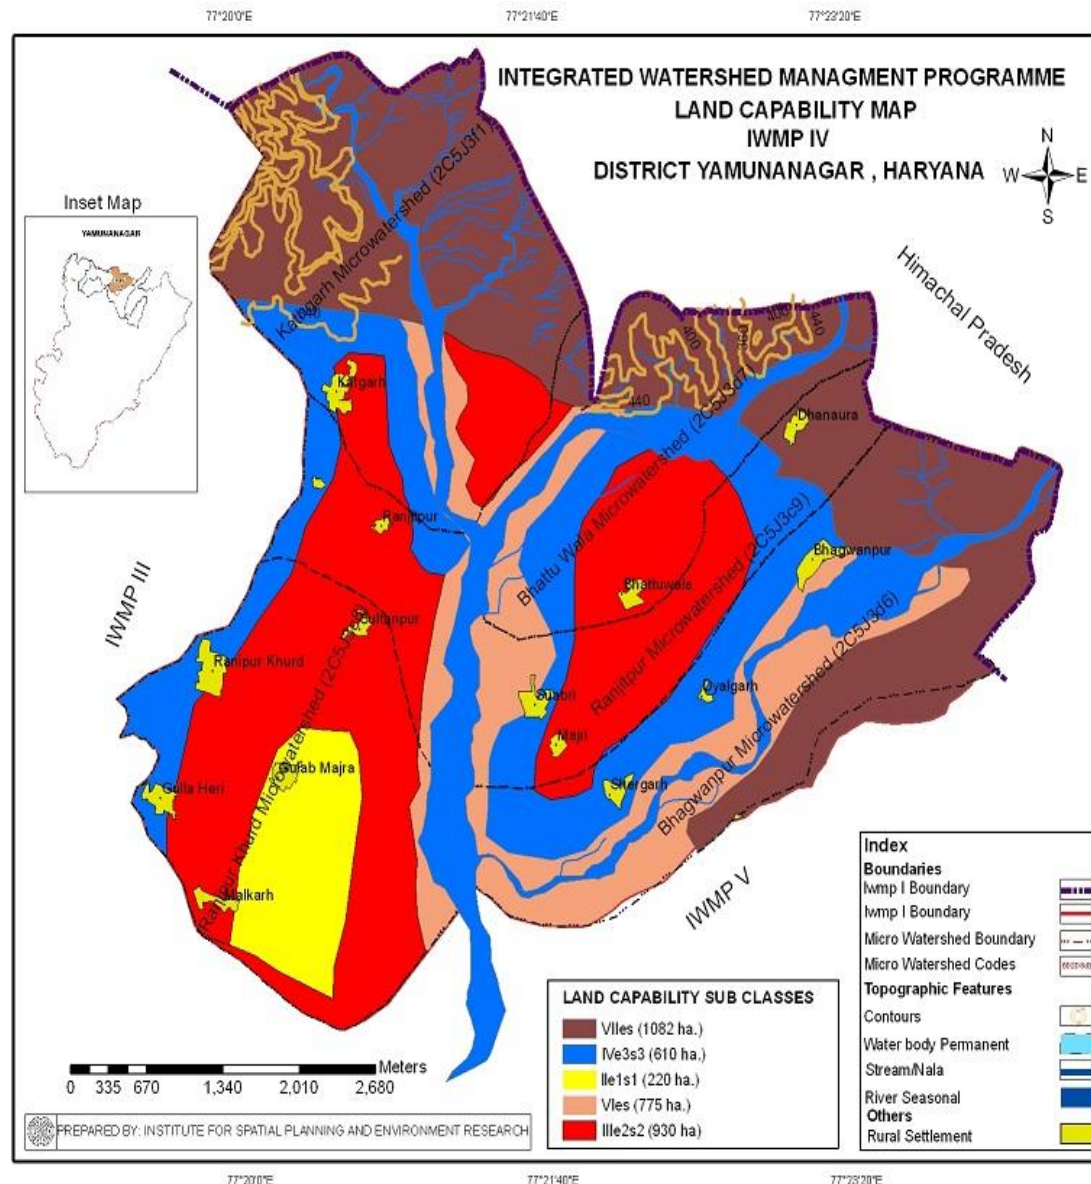 77°20'0"E
77°21'40"E
77°23'20"E
INTEGRATED WATERSHED MANAGMENT PROGRAMME
LAND CAPABILITY MAP
IWMP IV
DISTRICT YAMUNANAGAR , HARYANA
N
W
E
S
Inset Map
YAMUNANAGAR
Himachal Pradesh
Katgarh Microwatershed (2C5J3f1)
400
360
400
440
440
Katgarh
Dhanaura
Bhattu Wala Microwatershed (2C5J3d7)
Ranjitpur
Bhagwanpur
IWMP III
Bhattuwala
Ranjitpur Microwatershed (2C5J3c9)
Sultanpur
Ranipur Khurd
Dyalgarh
Suabri
Majri
Bhagwanpur Microwatershed (2C5J3d6)
Gulab Majra
Shergarh
Gulla Heri
Ranipur Khurd Microwatershed
Malkarh
IWMP V
Index
Boundaries
Iwmp I Boundary
Iwmp I Boundary
Micro Watershed Boundary
Micro Watershed Codes
Topographic Features
Contours
Water body Permanent
Stream/Nala
River Seasonal
Others
Rural Settlement
LAND CAPABILITY SUB CLASSES
VIIes (1082 ha.)
IVe3s3 (610 ha.)
IIe1s1 (220 ha.)
VIes (775 ha.)
IIIe2s2 (930 ha)
Meters
0 335 670 1,340 2,010 2,680
PREPARED BY: INSTITUTE FOR SPATIAL PLANNING AND ENVIRONMENT RESEARCH
77°20'0"E
77°21'40"E
77°23'20"E